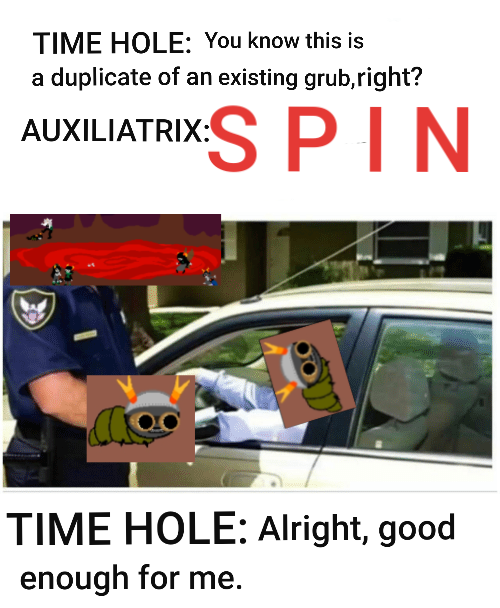 TIME HOLE: You know this is
a duplicate of an existing grub,right?
AUXILIATRIX:S P I N
TIME HOLE: Alright, good
enough for me.